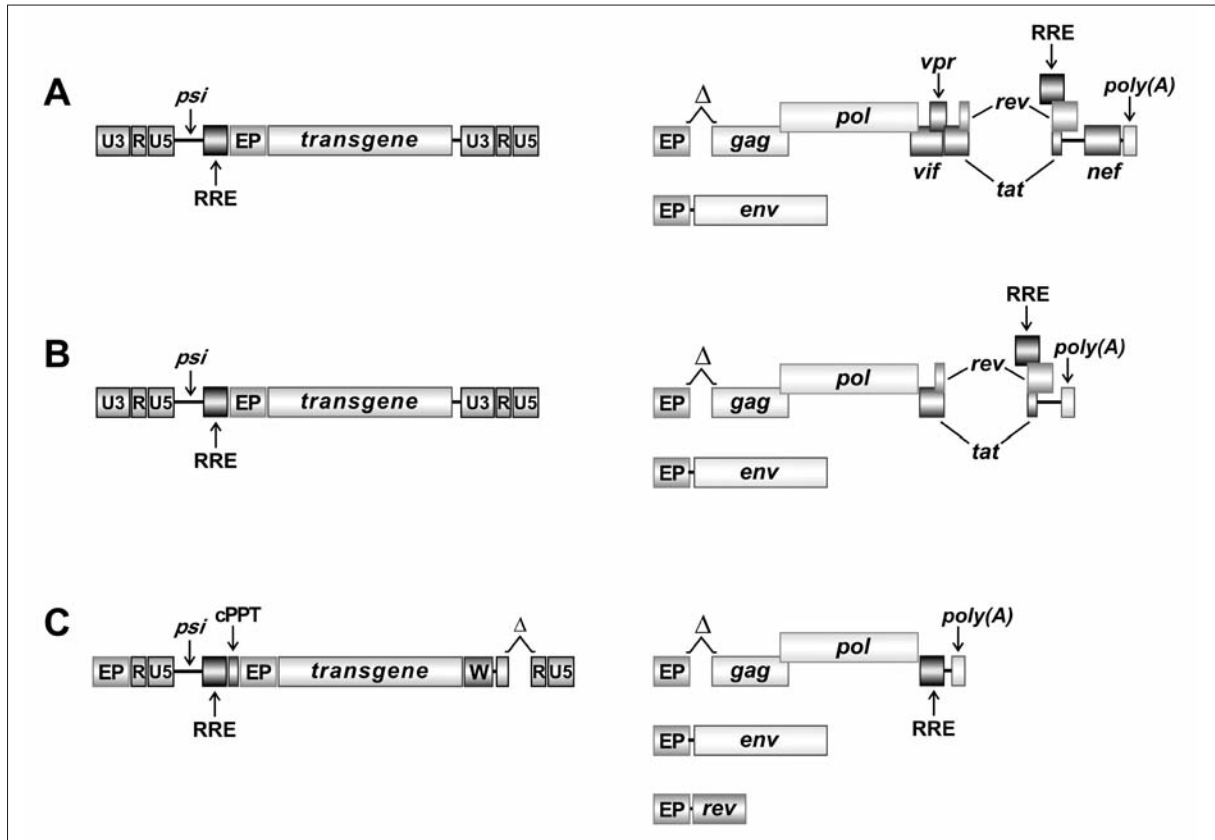 A
psi
U3 R U5 EP transgene U3 R U5
RRE
RRE
vpr
poly(A)
Δ
rev
pol
EP gag
vif
tat
nef
EP env
B
psi
U3 R U5 EP transgene U3 R U5
RRE
RRE
poly(A)
Δ
rev
pol
EP gag
tat
EP env
C
cPPT
psi
Δ
EP R U5 EP transgene W R U5
RRE
poly(A)
Δ
pol
EP gag
RRE
EP env
EP rev